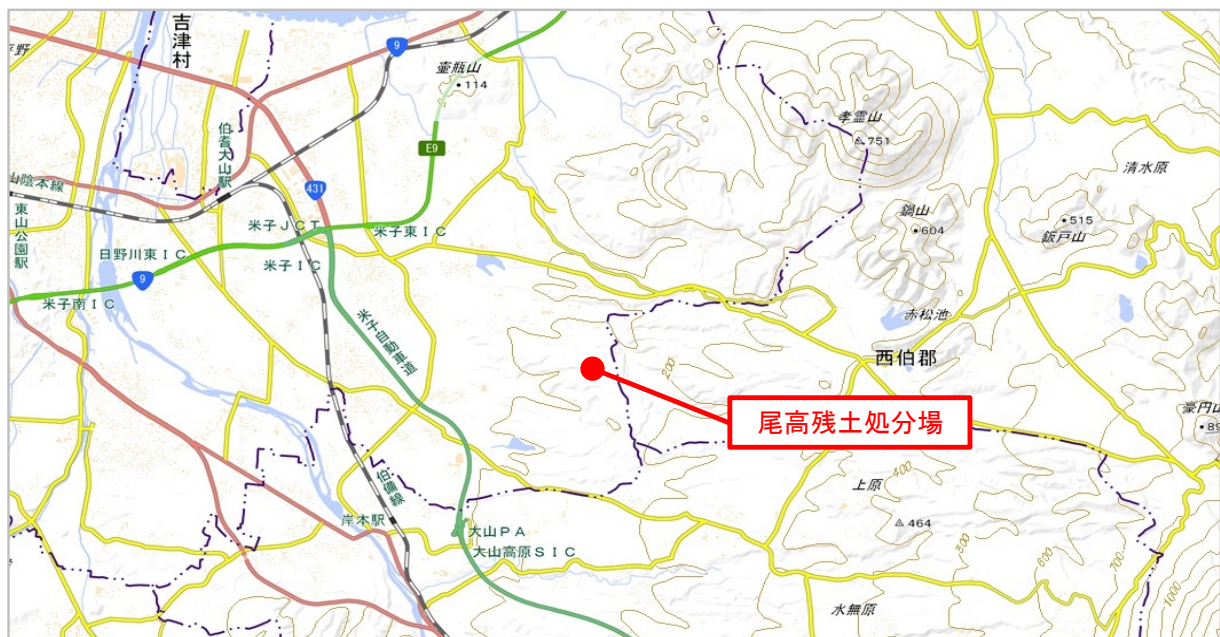 吉津村
9
壷瓶山
114
伯耆大山駅
E9
孝霊山
751
清水原
山陰本線
431
東山公園駅
米子JCT
米子東IC
鍋山
604
515
鈑戸山
日野川東IC
米子IC
9
米子南IC
米子自動車道
赤松池
西伯郡
200
尾高残土処分場
豪円山
89
400
上原
伯備線
岸本駅
大山PA
大山高原SIC
464
500
600
700
1000
水無原